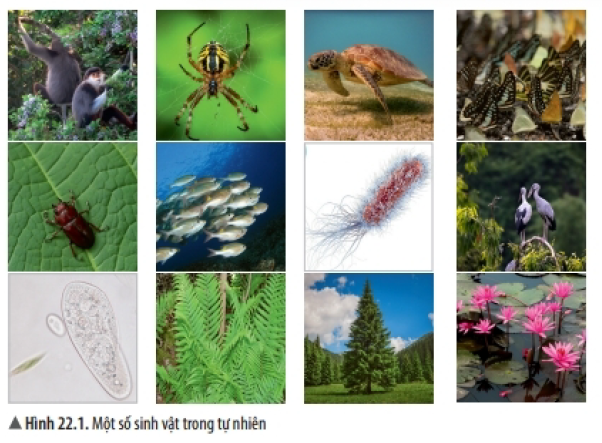 ▲ Hình 22.1. Một số sinh vật trong tự nhiên